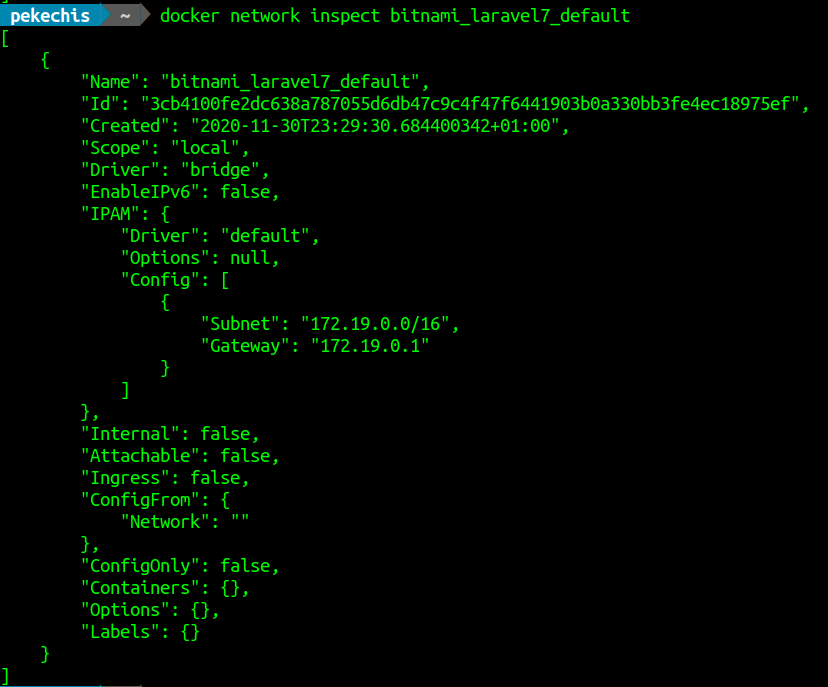 pekechis ~ docker network inspect bitnami_laravel7_default
[
    {
        "Name": "bitnami_laravel7_default",
        "Id": "3cb4100fe2dc638a787055d6db47c9c4f47f6441903b0a330bb3fe4ec18975ef",
        "Created": "2020-11-30T23:29:30.684400342+01:00",
        "Scope": "local",
        "Driver": "bridge",
        "EnableIPv6": false,
        "IPAM": {
            "Driver": "default",
            "Options": null,
            "Config": [
                {
                    "Subnet": "172.19.0.0/16",
                    "Gateway": "172.19.0.1"
                }
            ]
        },
        "Internal": false,
        "Attachable": false,
        "Ingress": false,
        "ConfigFrom": {
            "Network": ""
        },
        "ConfigOnly": false,
        "Containers": {},
        "Options": {},
        "Labels": {}
    }
]